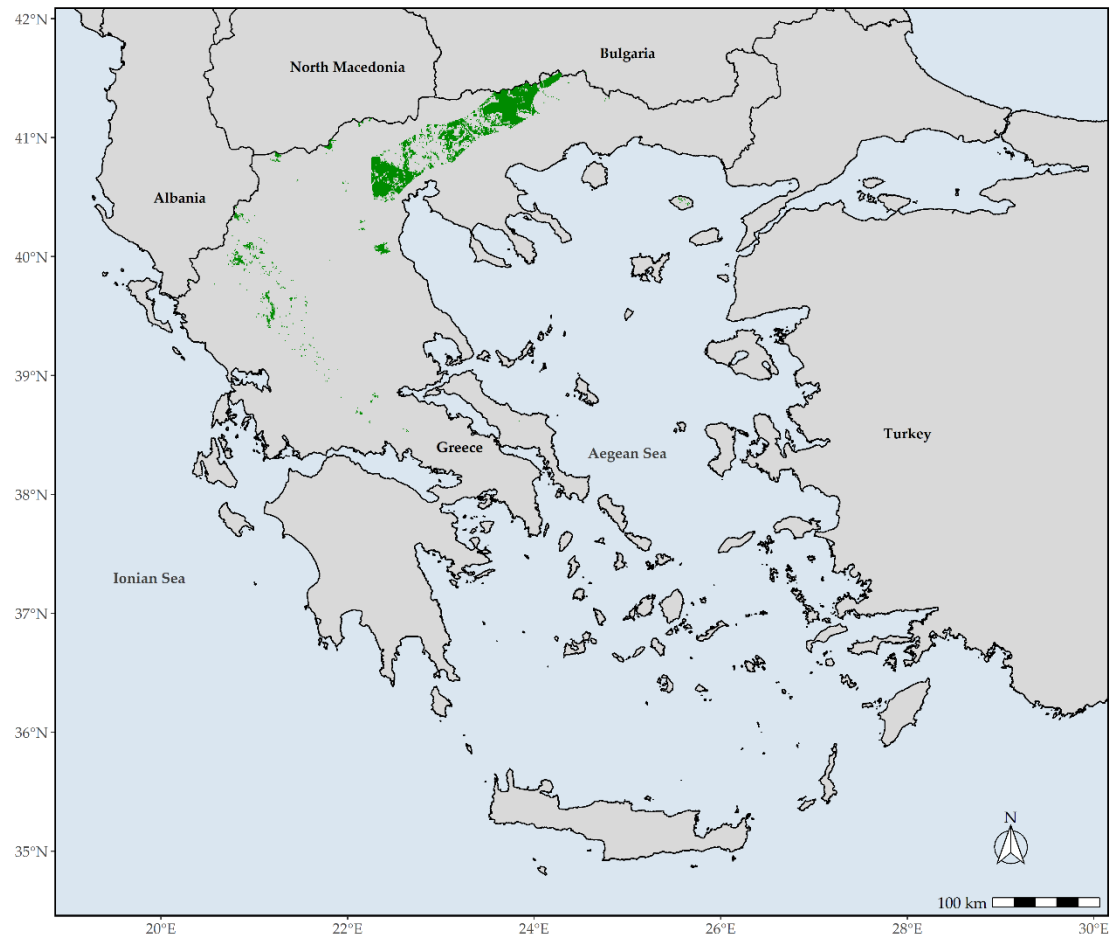 42°N
Bulgaria
North Macedonia
41°N
Albania
40°N
39°N
Turkey
Greece
Aegean Sea
38°N
Ionian Sea
37°N
36°N
N
35°N
100 km
20°E
22°E
24°E
26°E
28°E
30°E